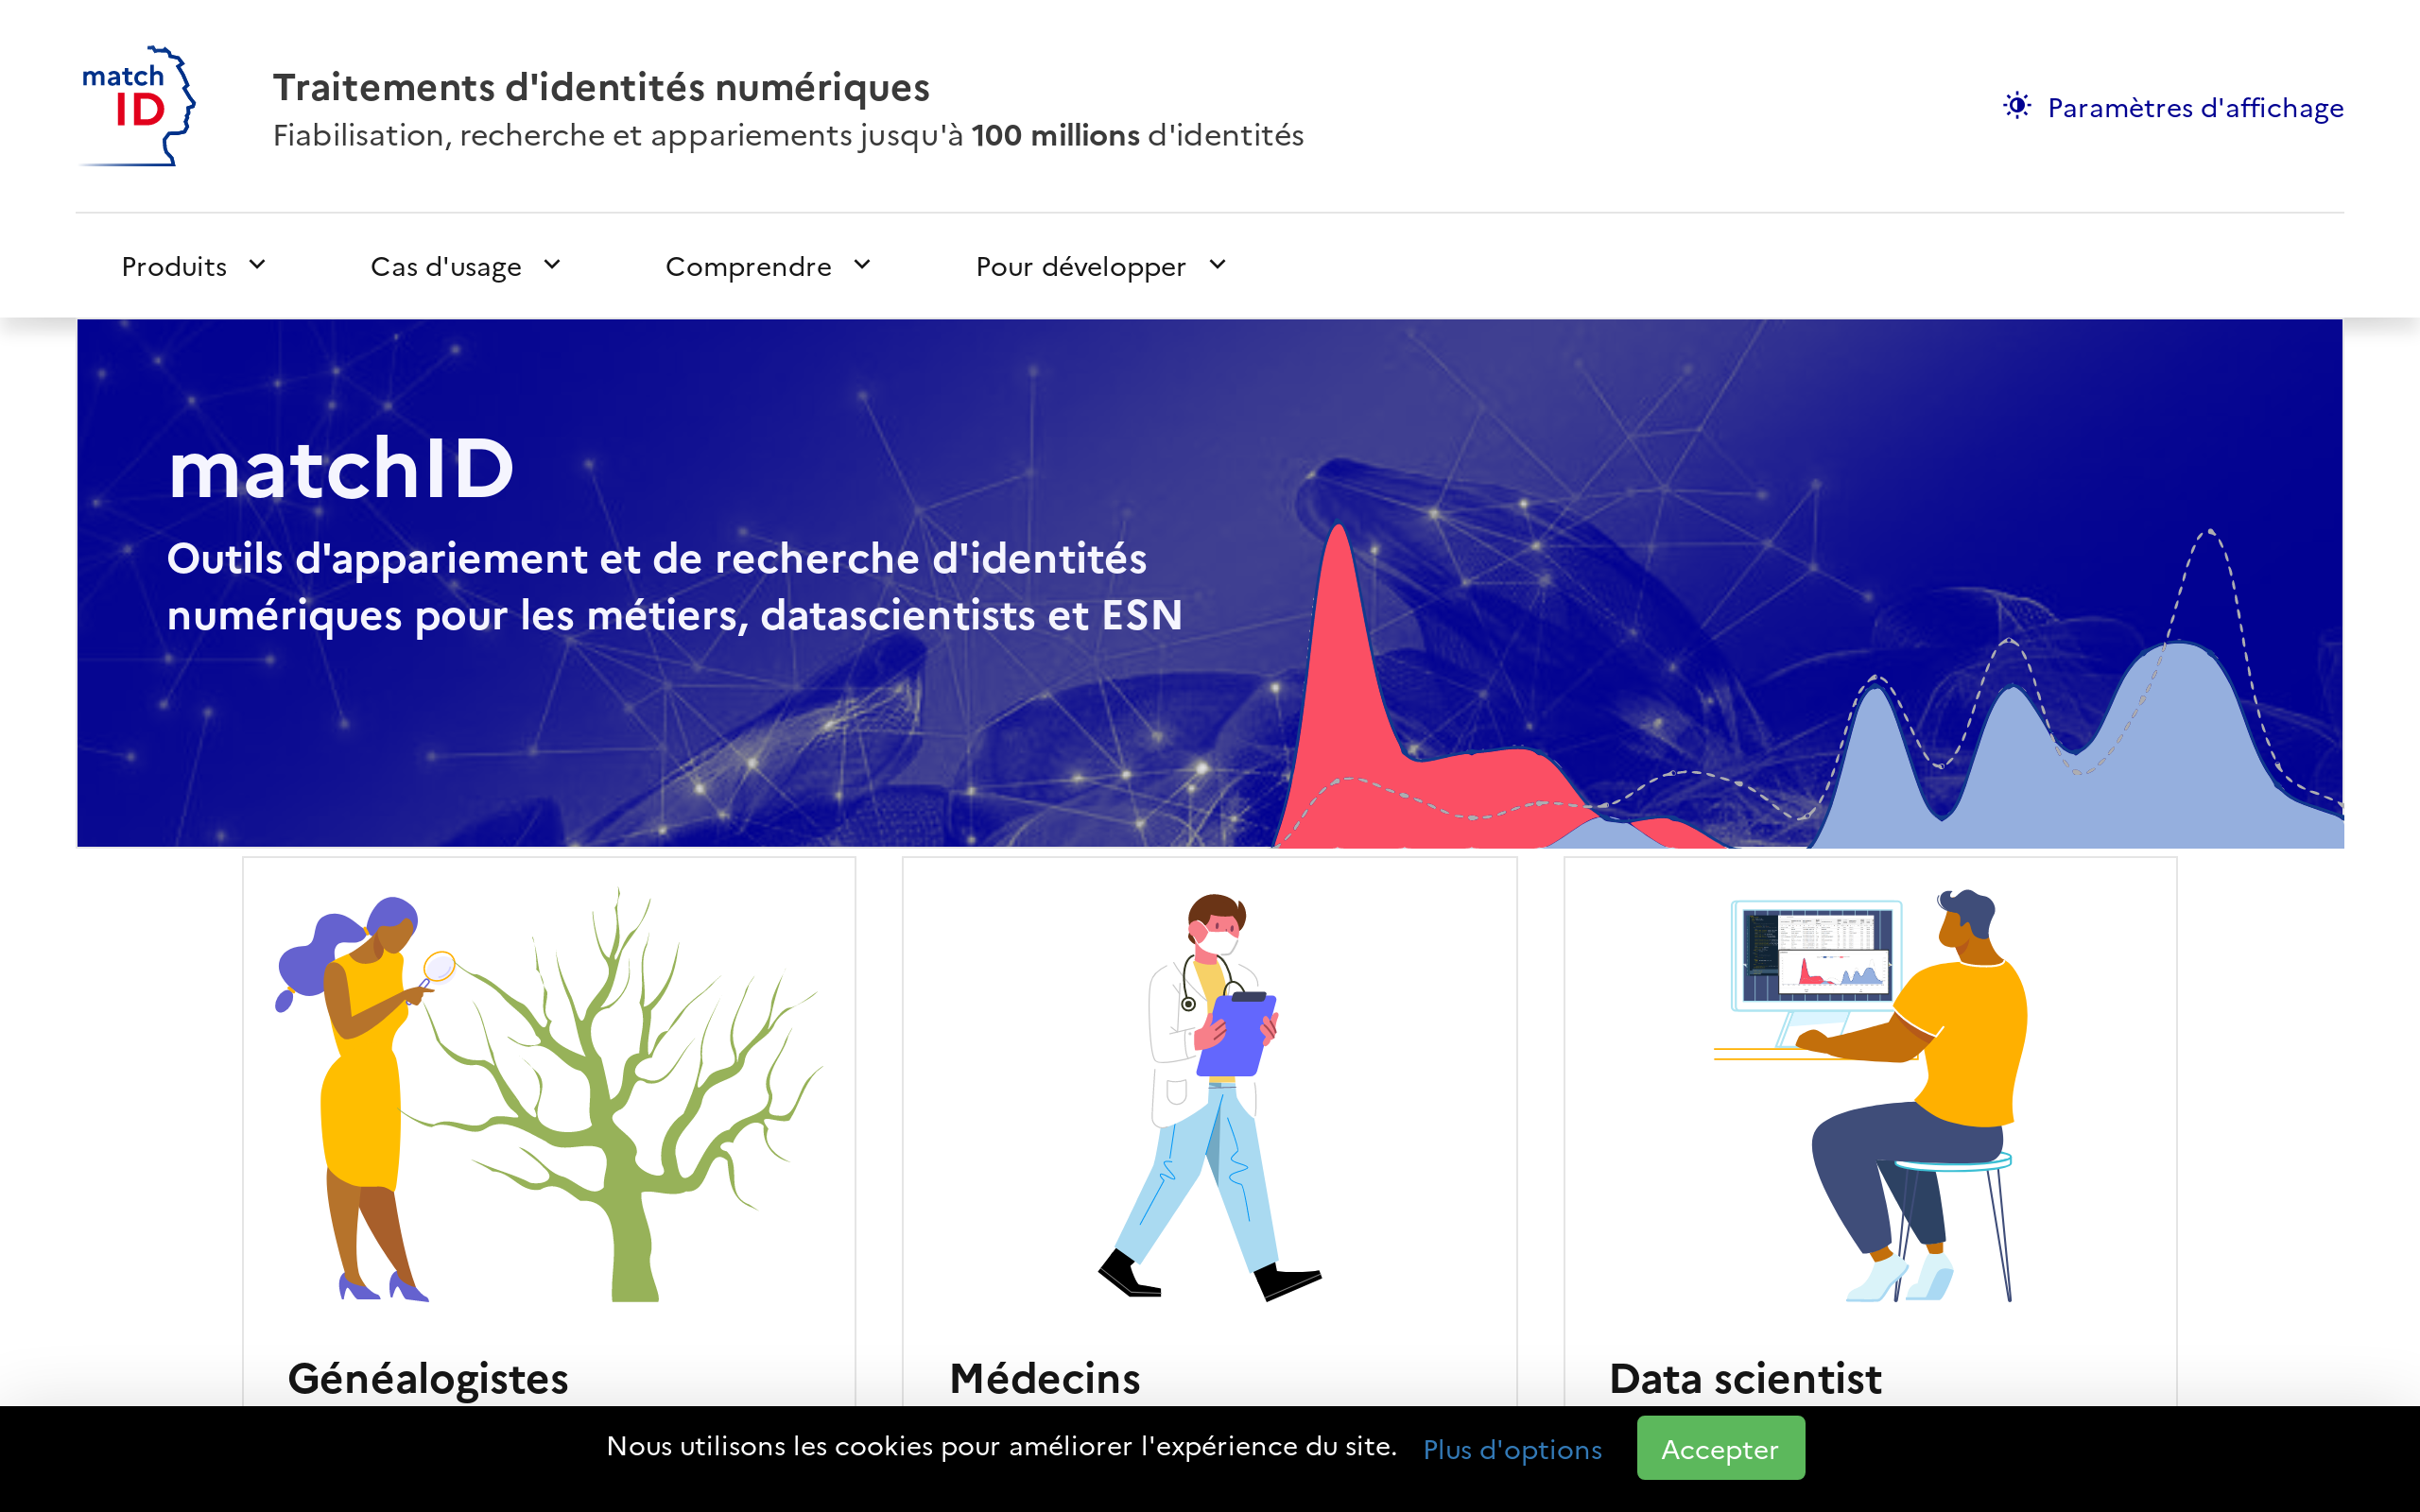 match
ID
Traitements d'identités numériques
Fiabilisation, recherche et appariements jusqu'à 100 millions d'identités
Paramètres d'affichage
Produits
Cas d'usage
Comprendre
Pour développer
matchID
Outils d'appariement et de recherche d'identités
numériques pour les métiers, datascientists et ESN
Généalogistes
Médecins
Data scientist
Nous utilisons les cookies pour améliorer l'expérience du site.
Plus d'options
Accepter